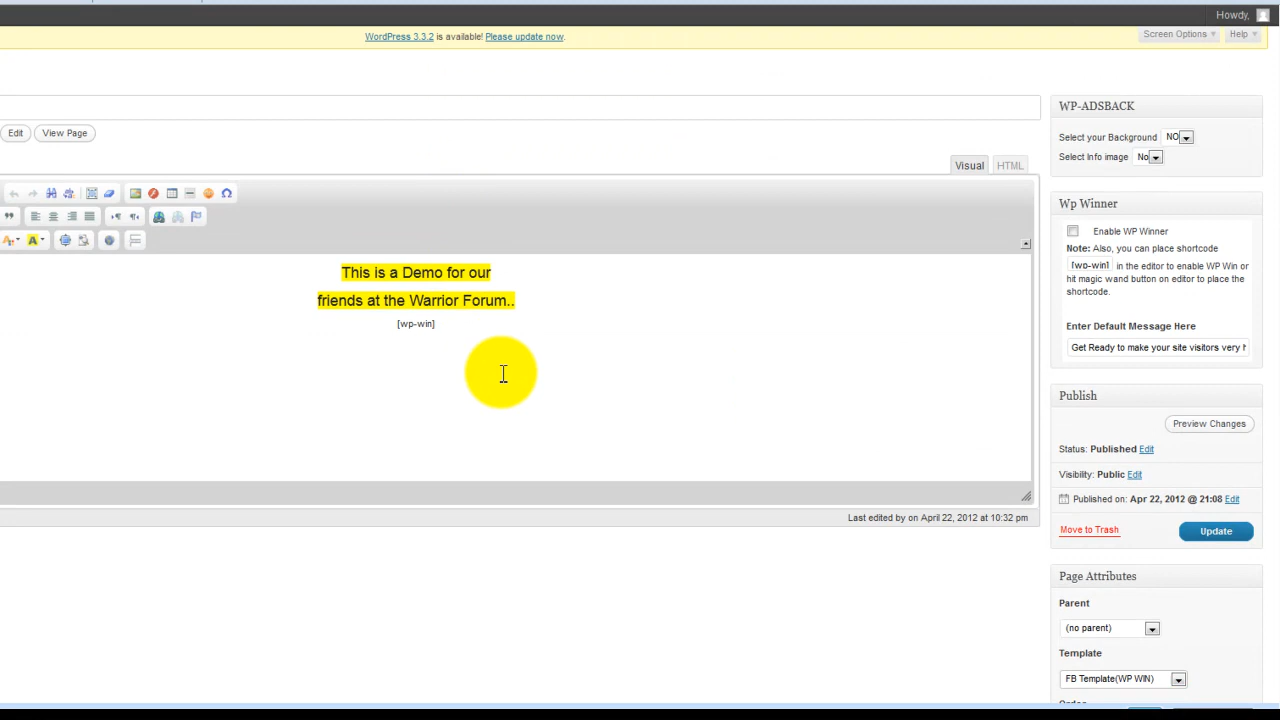 Howdy,
WordPress 3.3.2 is available! Please update now.
Screen Options
Help
Edit
View Page
Visual
HTML
This is a Demo for our
friends at the Warrior Forum..
[wp-win]
Last edited by on April 22, 2012 at 10:32 pm
WP-ADSBACK
Select your Background NO
Select Info image No
Wp Winner
Enable WP Winner
Note: Also, you can place shortcode
[wp-win] in the editor to enable WP Win or
hit magic wand button on editor to place the
shortcode.
Enter Default Message Here
Get Ready to make your site visitors very
Publish
Preview Changes
Status: Published Edit
Visibility: Public Edit
Published on: Apr 22, 2012 @ 21:08 Edit
Move to Trash
Update
Page Attributes
Parent
(no parent)
Template
FB Template(WP WIN)